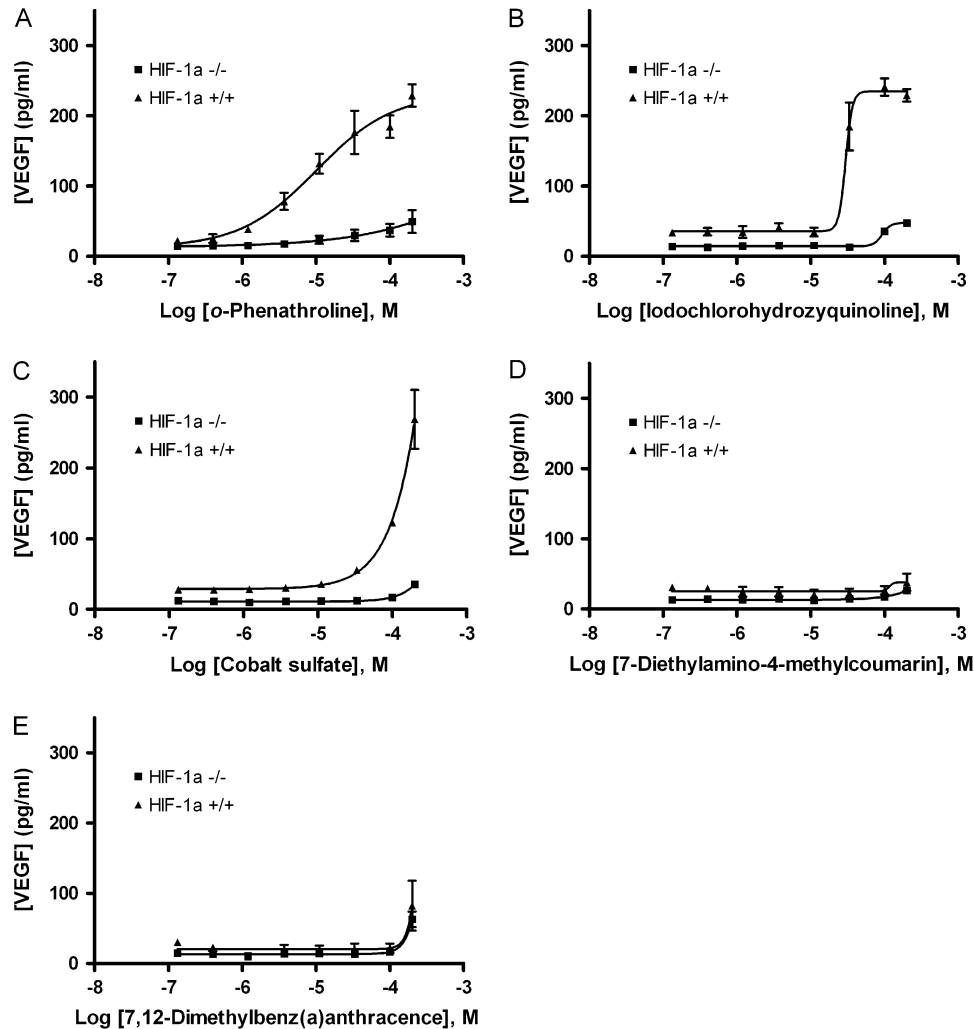 A
[VEGF] (pg/ml)
300
200
100
0
HIF-1a -/-
HIF-1a +/+
-8 -7 -6 -5 -4 -3
Log [o-Phenathroline], M
B
[VEGF] (pg/ml)
300
200
100
0
HIF-1a -/-
HIF-1a +/+
-8 -7 -6 -5 -4 -3
Log [Iodochlorohydrozyquinoline], M
C
[VEGF] (pg/ml)
300
200
100
0
HIF-1a -/-
HIF-1a +/+
-8 -7 -6 -5 -4 -3
Log [Cobalt sulfate], M
D
[VEGF] (pg/ml)
300
200
100
0
HIF-1a -/-
HIF-1a +/+
-8 -7 -6 -5 -4 -3
Log [7-Diethylamino-4-methylcoumarin], M
E
[VEGF] (pg/ml)
300
200
100
0
HIF-1a -/-
HIF-1a +/+
-8 -7 -6 -5 -4 -3
Log [7,12-Dimethylbenz(a)anthracence], M